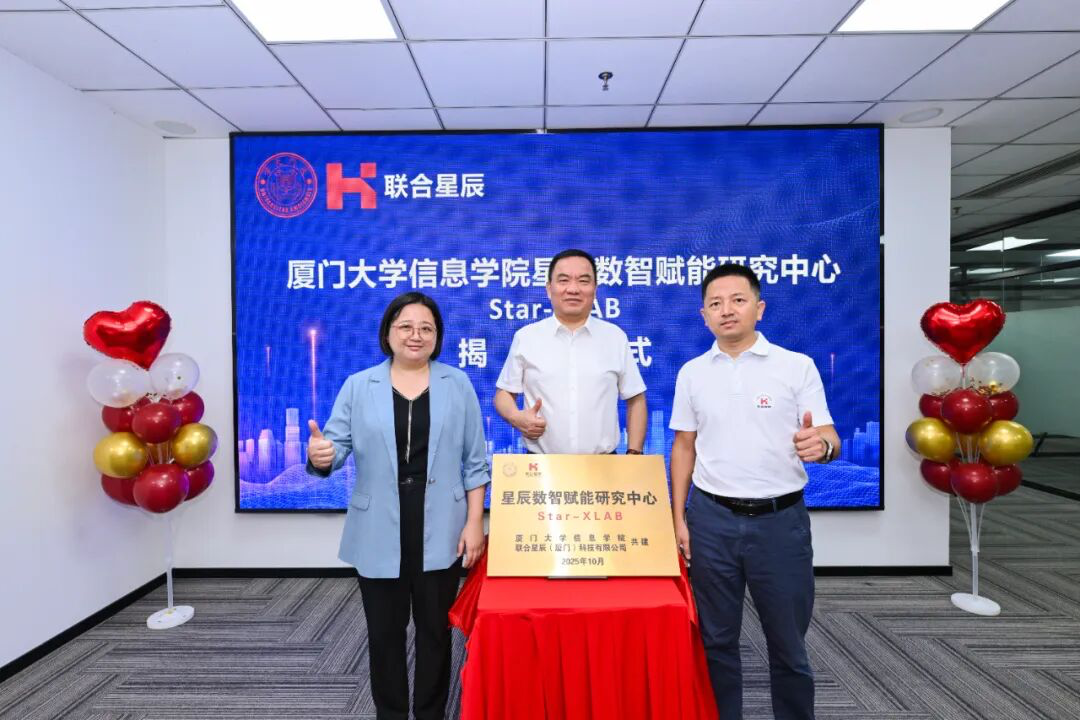 联合星辰
厦门大学信息学院星 数智赋能研究中心
Star- AB
揭 式
星辰数智赋能研究中心
Star-XLAB
厦门大学信息学院
联合星辰（厦门）科技有限公司 共建
2025年10月